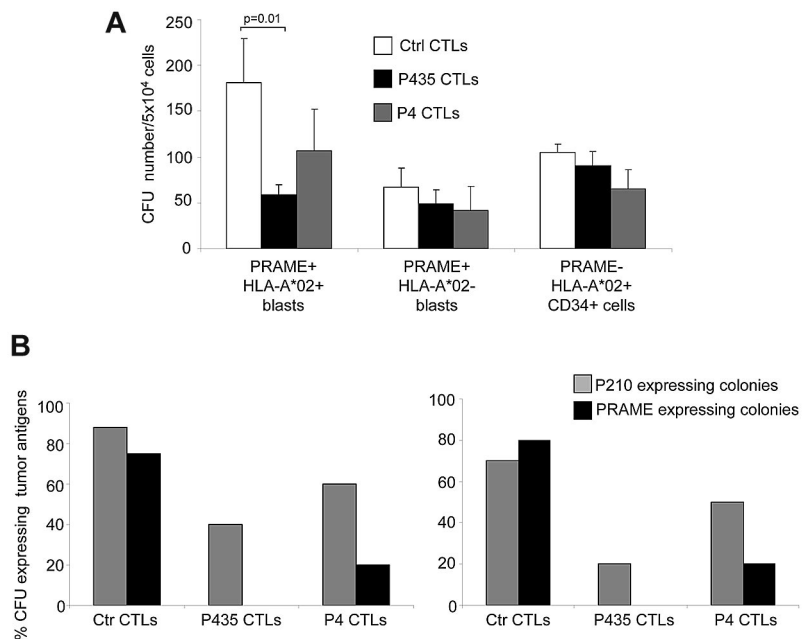 A
p=0.01
CFU number/5x10⁴ cells
250
200
150
100
50
0
Ctrl CTLs
P435 CTLs
P4 CTLs
PRAME+
HLA-A*02+
blasts
PRAME+
HLA-A*02-
blasts
PRAME-
HLA-A*02+
CD34+ cells
B
% CFU expressing tumor antigens
100
80
60
40
20
0
Ctr CTLs
P435 CTLs
P4 CTLs
P210 expressing colonies
PRAME expressing colonies
100
80
60
40
20
0
Ctr CTLs
P435 CTLs
P4 CTLs